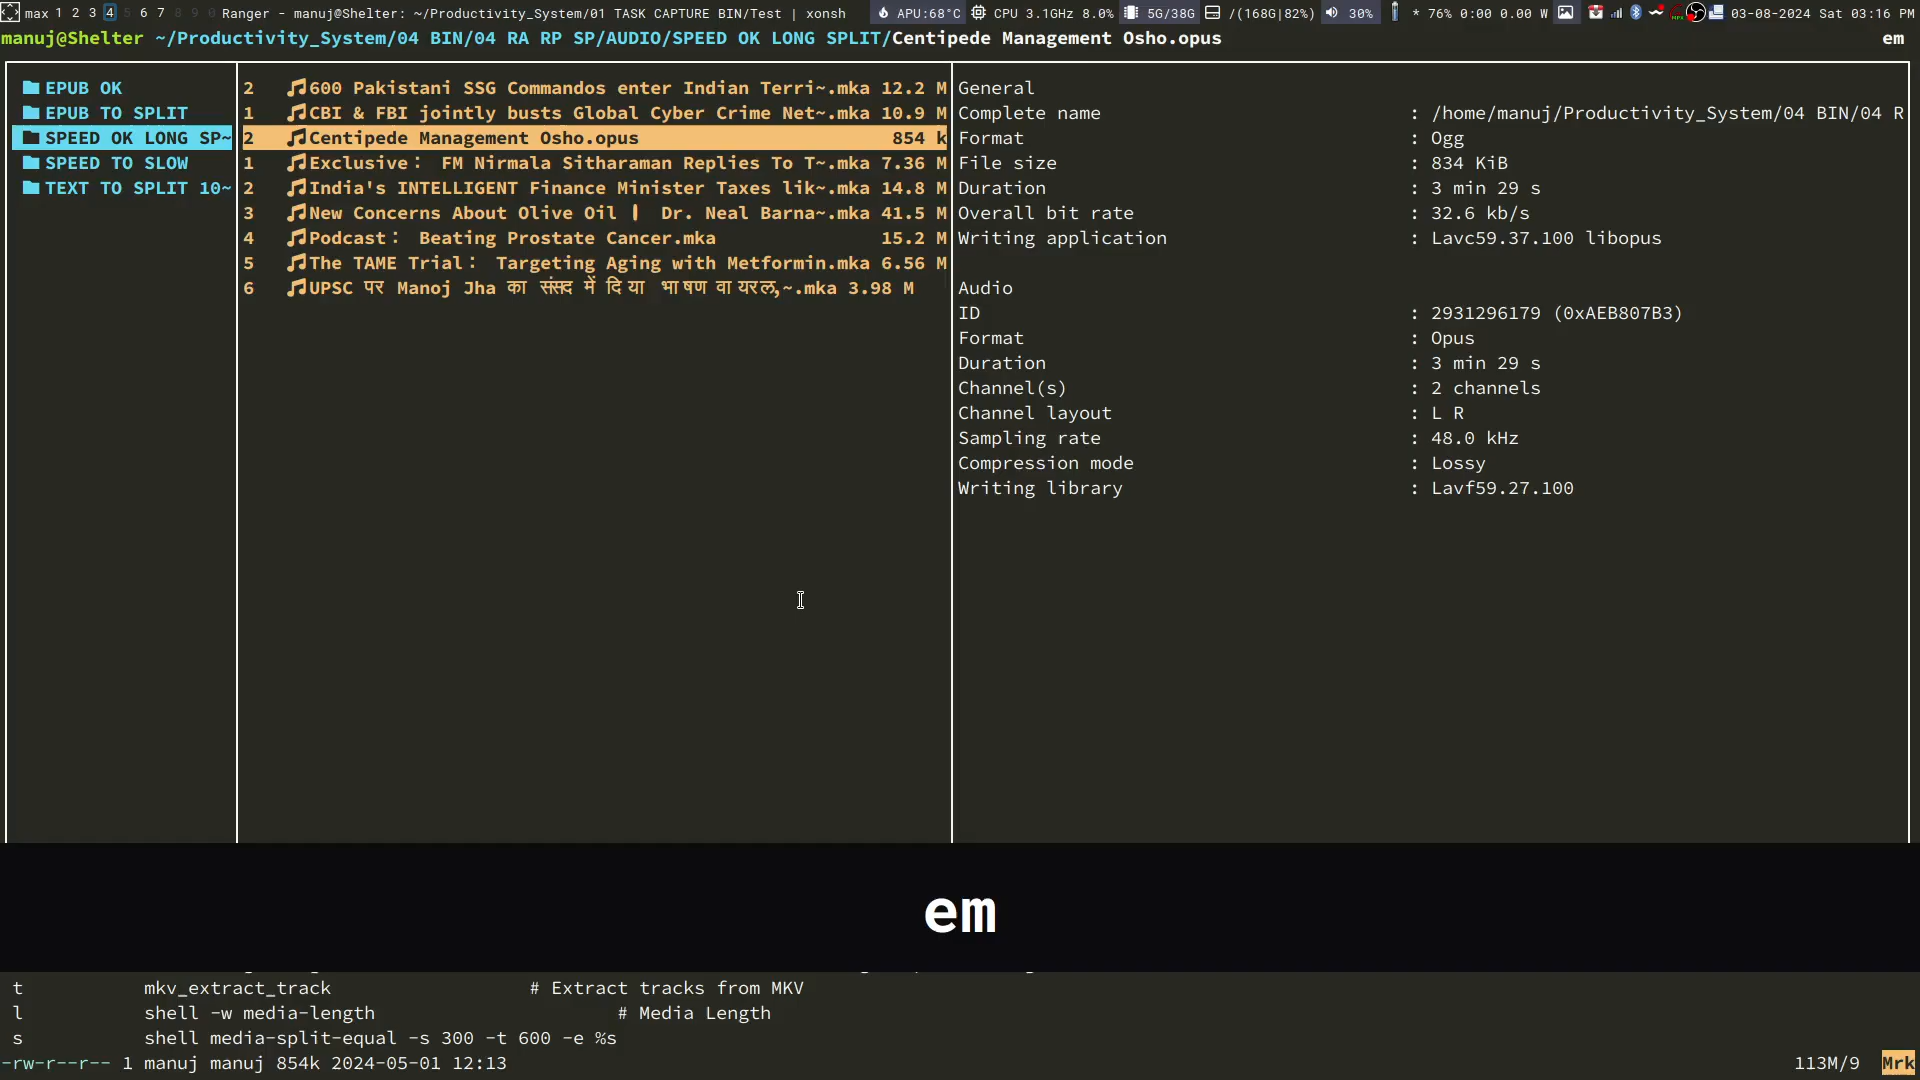 max 1 2 3 4 5 6 7 8 9 0 Ranger - manuj@Shelter: ~/Productivity_System/01 TASK CAPTURE BIN/Test | xonsh APU:68°C CPU 3.1GHz 8.0% 5G/38G /(168G|82%) 30% * 76% 0:00 0.00 W 03-08-2024 Sat 03:16 PM
manuj@Shelter ~/Productivity_System/04 BIN/04 RA RP SP/AUDIO/SPEED OK LONG SPLIT/Centipede Management Osho.opus em
EPUB OK
EPUB TO SPLIT
SPEED OK LONG SP~
SPEED TO SLOW
TEXT TO SPLIT 10~
2 600 Pakistani SSG Commandos enter Indian Terri~.mka 12.2 M
1 CBI & FBI jointly busts Global Cyber Crime Net~.mka 10.9 M
2 Centipede Management Osho.opus 854 k
1 Exclusive： FM Nirmala Sitharaman Replies To T~.mka 7.36 M
2 India's INTELLIGENT Finance Minister Taxes lik~.mka 14.8 M
3 New Concerns About Olive Oil ｜ Dr. Neal Barna~.mka 41.5 M
4 Podcast： Beating Prostate Cancer.mka 15.2 M
5 The TAME Trial： Targeting Aging with Metformin.mka 6.56 M
6 UPSC पर Manoj Jha का संसद में दिया भाषण वायरल,~.mka 3.98 M
General
Complete name : /home/manuj/Productivity_System/04 BIN/04 R
Format : Ogg
File size : 834 KiB
Duration : 3 min 29 s
Overall bit rate : 32.6 kb/s
Writing application : Lavc59.37.100 libopus
Audio
ID : 2931296179 (0xAEB807B3)
Format : Opus
Duration : 3 min 29 s
Channel(s) : 2 channels
Channel layout : L R
Sampling rate : 48.0 kHz
Compression mode : Lossy
Writing library : Lavf59.27.100
em
t mkv_extract_track # Extract tracks from MKV
l shell -w media-length # Media Length
s shell media-split-equal -s 300 -t 600 -e %s
-rw-r--r-- 1 manuj manuj 854k 2024-05-01 12:13 113M/9 Mrk